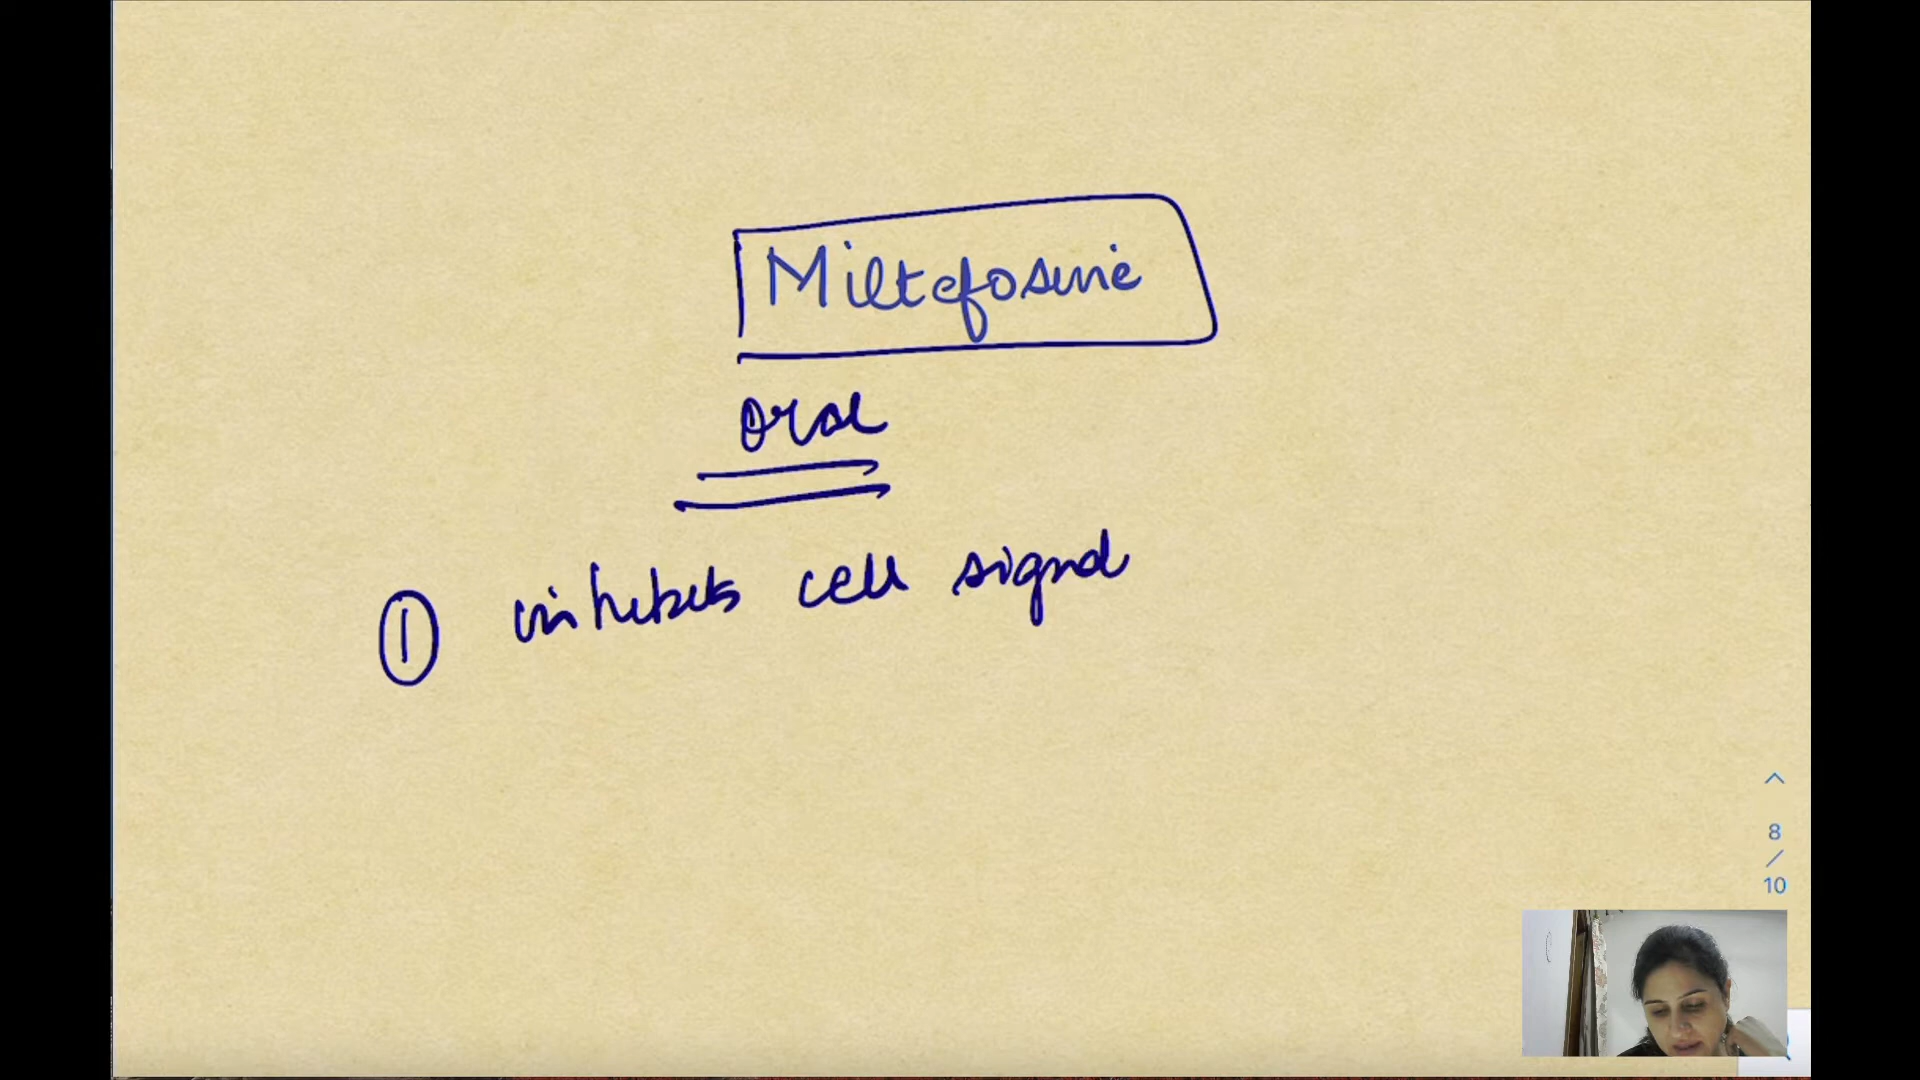 Miltefosine
oral
① inhibits cell signal
8
/
10